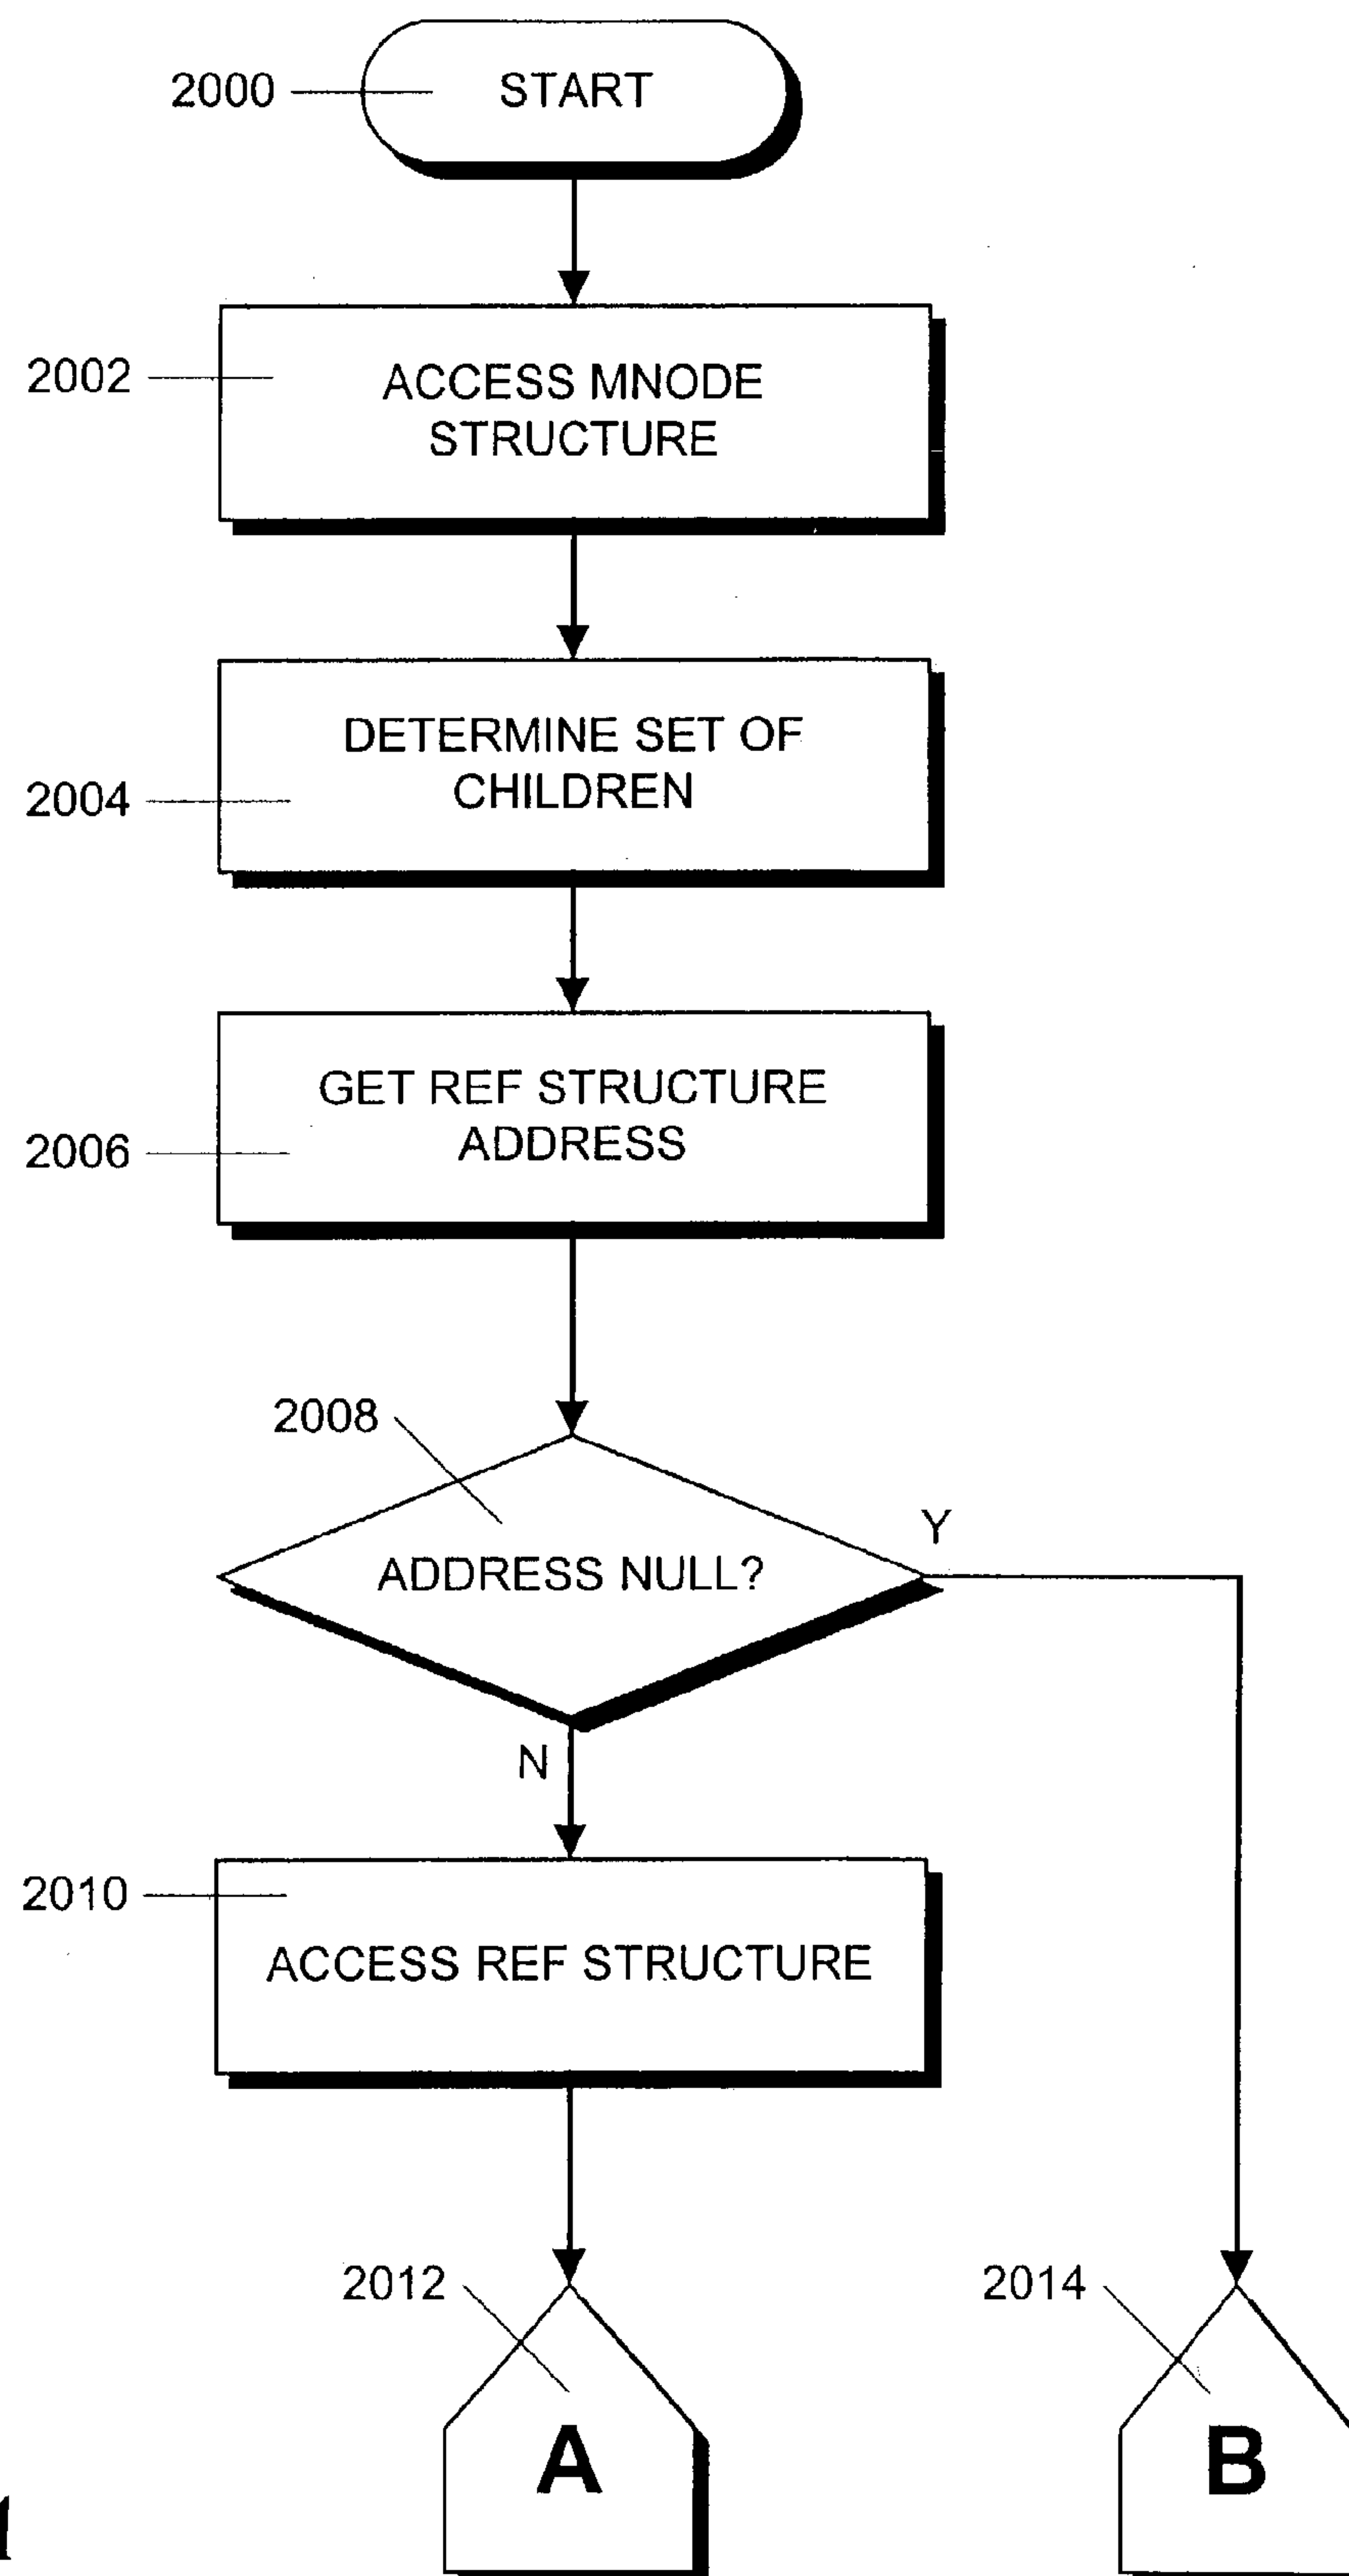 2000
START
2002
ACCESS MNODE
STRUCTURE
2004
DETERMINE SET OF
CHILDREN
2006
GET REF STRUCTURE
ADDRESS
2008
ADDRESS NULL?
Y
N
2010
ACCESS REF STRUCTURE
2012
2014
A
B